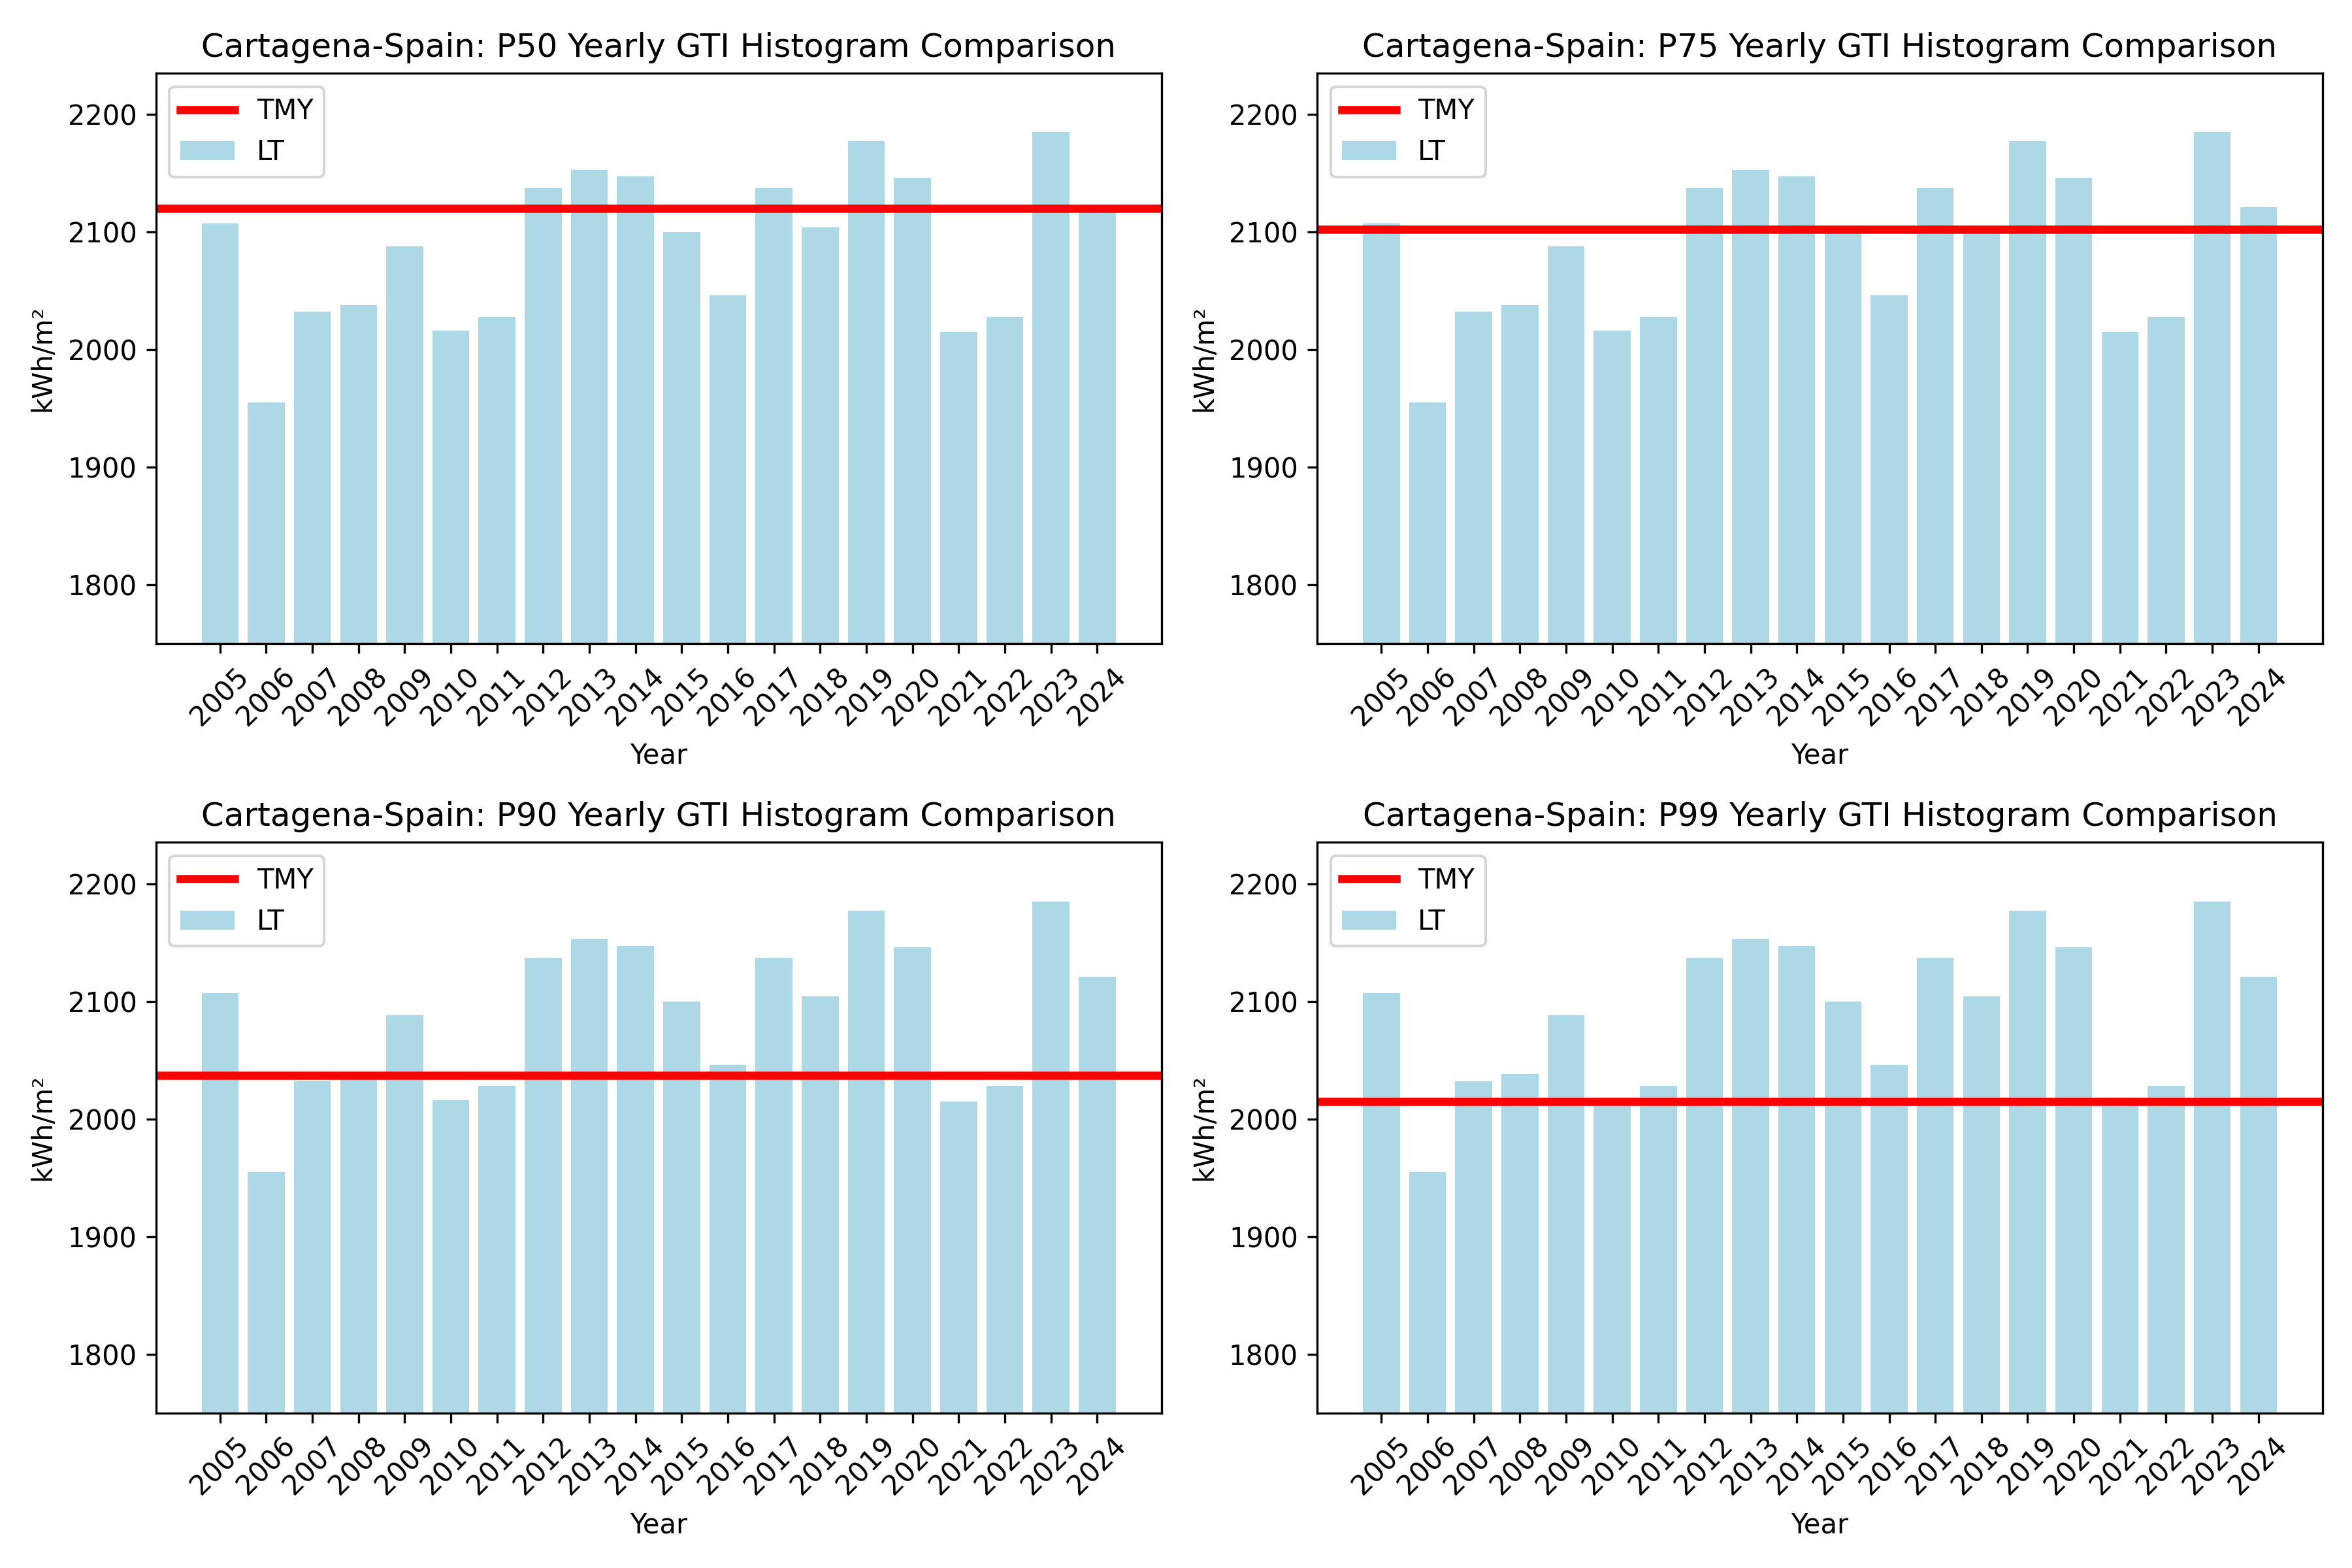 Cartagena-Spain: P50 Yearly GTI Histogram Comparison
TMY
LT
2200
2100
2000
1900
1800
kWh/m²
2005 2006 2007 2008 2009 2010 2011 2012 2013 2014 2015 2016 2017 2018 2019 2020 2021 2022 2023 2024
Year
Cartagena-Spain: P75 Yearly GTI Histogram Comparison
TMY
LT
2200
2100
2000
1900
1800
kWh/m²
2005 2006 2007 2008 2009 2010 2011 2012 2013 2014 2015 2016 2017 2018 2019 2020 2021 2022 2023 2024
Year
Cartagena-Spain: P90 Yearly GTI Histogram Comparison
TMY
LT
2200
2100
2000
1900
1800
kWh/m²
2005 2006 2007 2008 2009 2010 2011 2012 2013 2014 2015 2016 2017 2018 2019 2020 2021 2022 2023 2024
Year
Cartagena-Spain: P99 Yearly GTI Histogram Comparison
TMY
LT
2200
2100
2000
1900
1800
kWh/m²
2005 2006 2007 2008 2009 2010 2011 2012 2013 2014 2015 2016 2017 2018 2019 2020 2021 2022 2023 2024
Year